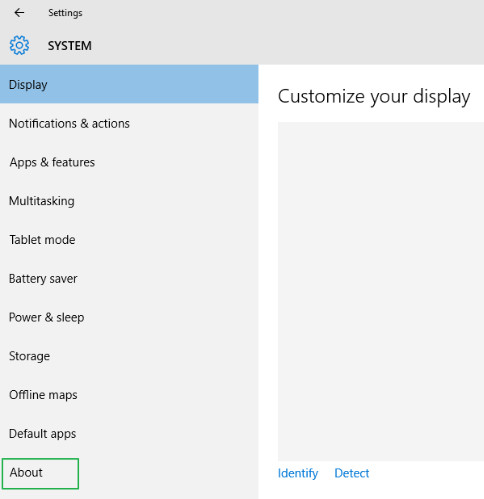 Settings
SYSTEM
Display
Notifications & actions
Apps & features
Multitasking
Tablet mode
Battery saver
Power & sleep
Storage
Offline maps
Default apps
About
Customize your display
Identify Detect